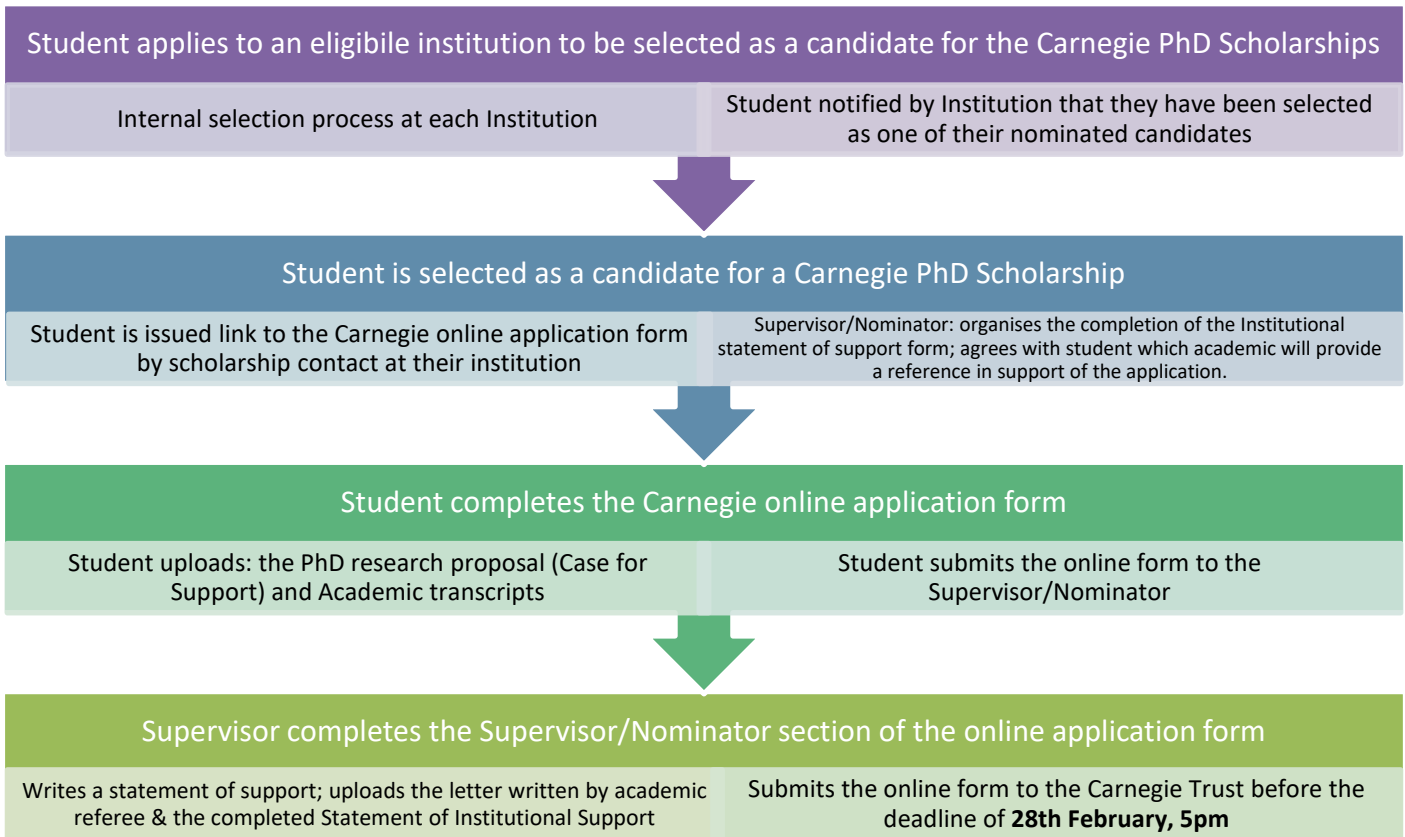 Student applies to an eligibile institution to be selected as a candidate for the Carnegie PhD Scholarships
Internal selection process at each Institution
Student notified by Institution that they have been selected
as one of their nominated candidates
Student is selected as a candidate for a Carnegie PhD Scholarship
Student is issued link to the Carnegie online application form
by scholarship contact at their institution
Supervisor/Nominator: organises the completion of the Institutional
statement of support form; agrees with student which academic will provide
a reference in support of the application.
Student completes the Carnegie online application form
Student uploads: the PhD research proposal (Case for
Support) and Academic transcripts
Student submits the online form to the
Supervisor/Nominator
Supervisor completes the Supervisor/Nominator section of the online application form
Writes a statement of support; uploads the letter written by academic
referee & the completed Statement of Institutional Support
Submits the online form to the Carnegie Trust before the
deadline of 28th February, 5pm